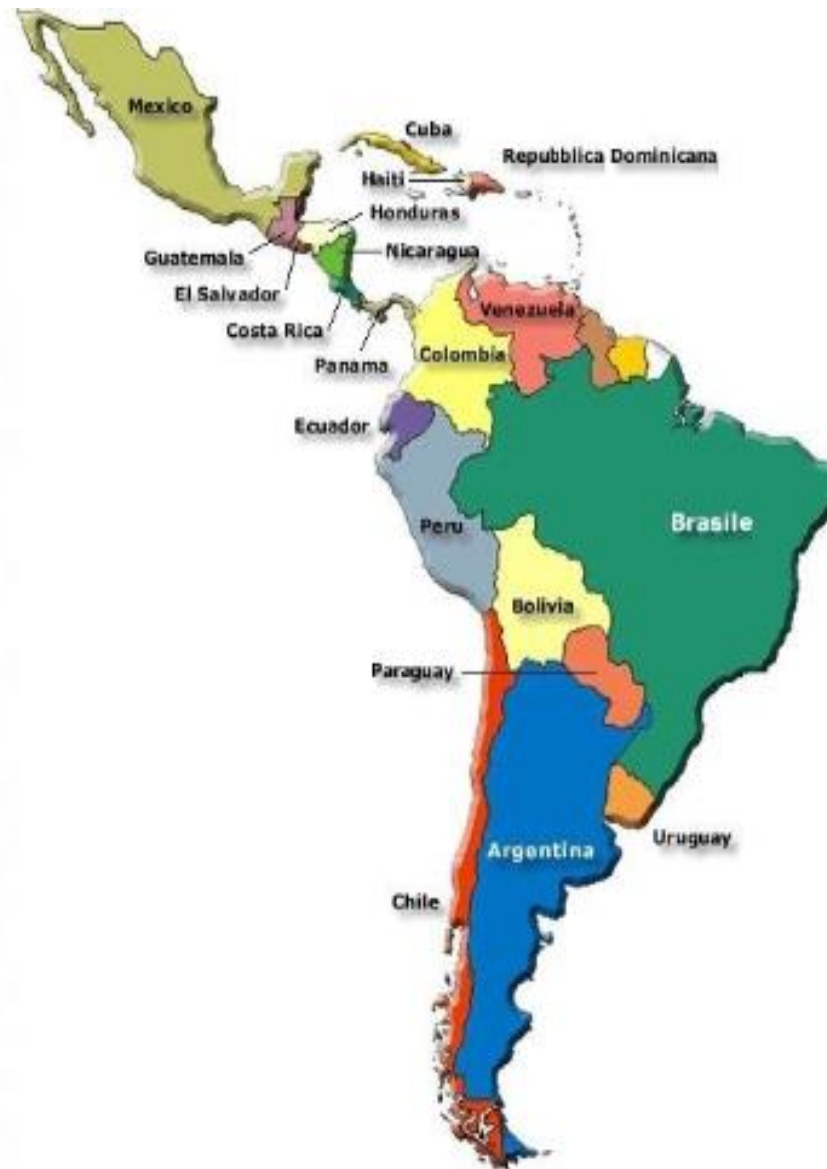 Mexico
Cuba
Repubblica Dominicana
Haiti
Honduras
Guatemala
Nicaragua
El Salvador
Costa Rica
Venezuela
Panama
Colombia
Ecuador
Peru
Brasile
Bolivia
Paraguay
Uruguay
Argentina
Chile